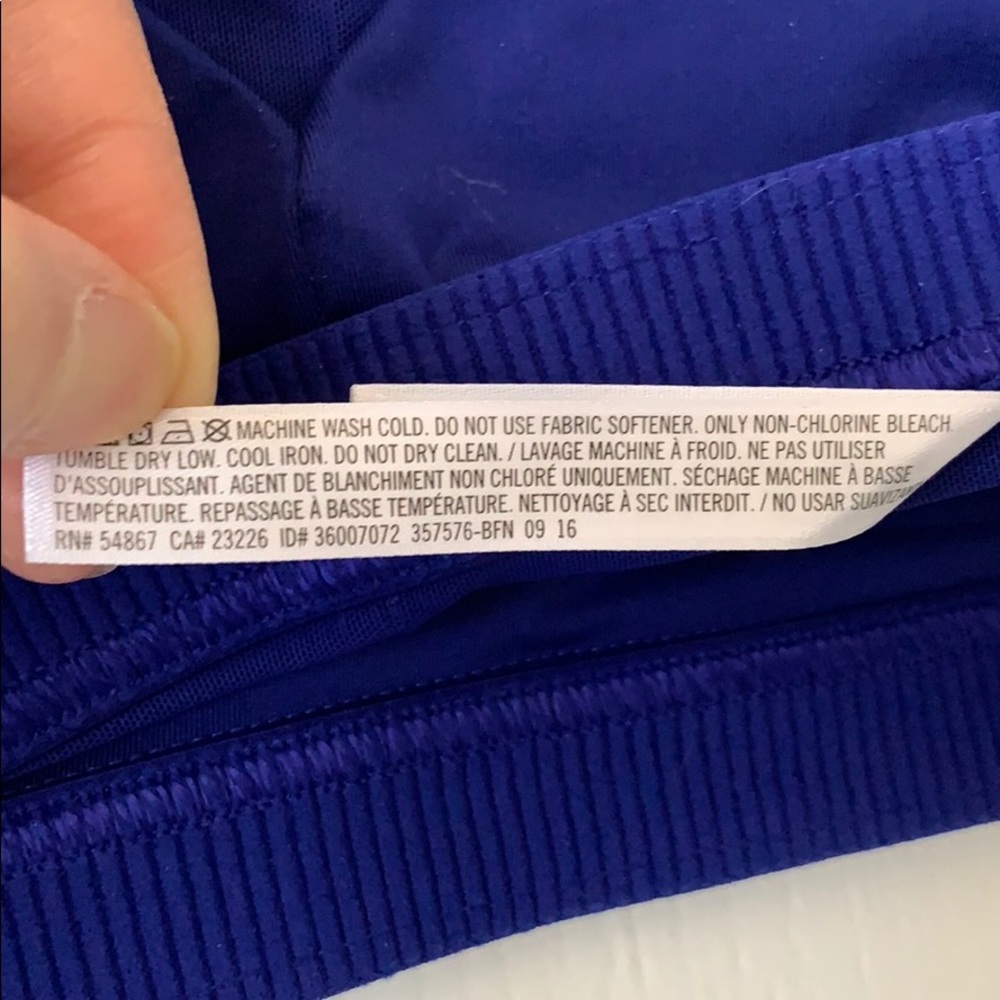 MACHINE WASH COLD. DO NOT USE FABRIC SOFTENER. ONLY NON-CHLORINE BLEACH
TUMBLE DRY LOW. COOL IRON. DO NOT DRY CLEAN. / LAVAGE MACHINE À FROID. NE PAS UTILISER
D'ASSOUPLISSANT. AGENT DE BLANCHIMENT NON CHLORÉ UNIQUEMENT. SÉCHAGE MACHINE À BASSE
TEMPÉRATURE. REPASSAGE À BASSE TEMPÉRATURE. NETTOYAGE À SEC INTERDIT. / NO USAR
RN# 54867 CA# 23226 ID# 36007072 357576-BFN 09 16